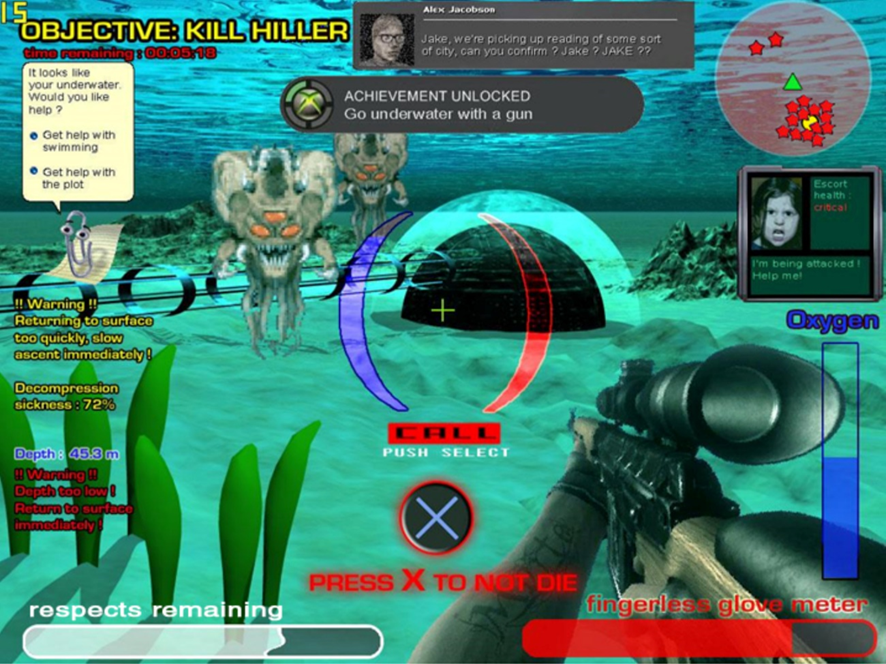 15
OBJECTIVE: KILL HILLER
time remaining : 00:05:18
Alex Jacobson
Jake, we're picking up reading of some sort
of city, can you confirm ? Jake ? JAKE ??
It looks like
your underwater.
Would you like
help ?
Get help with
swimming
Get help with
the plot
ACHIEVEMENT UNLOCKED
Go underwater with a gun
Escort
health :
critical
I'm being attacked !
Help me!
!! Warning !!
Returning to surface
too quickly, slow
ascent immediately !
Decompression
sickness : 72%
Oxygen
Depth : 45.3 m
!! Warning !!
Depth too low !
Return to surface
immediately !
CALL
PUSH SELECT
PRESS X TO NOT DIE
respects remaining
fingerless glove meter